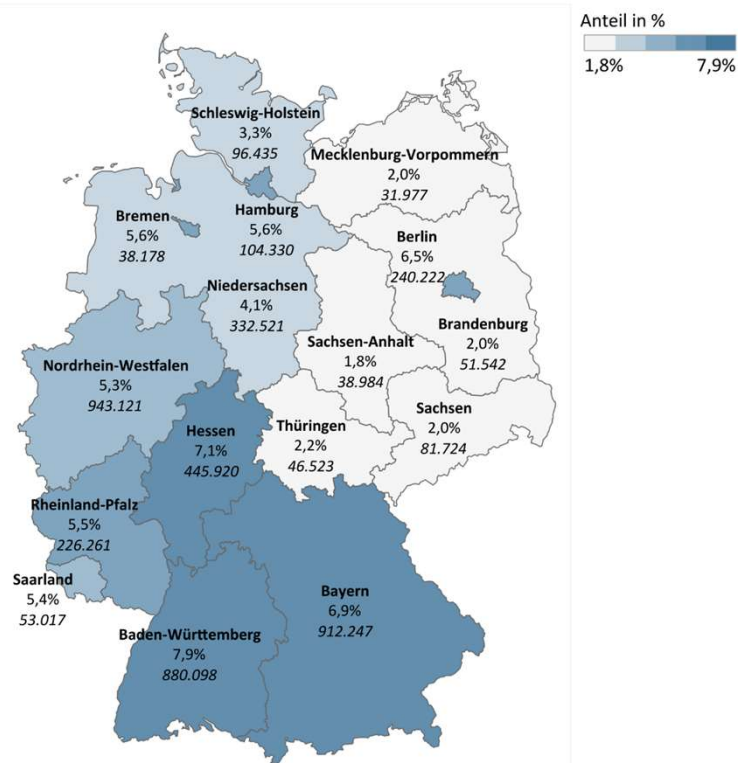 Anteil in %
1,8% 7,9%
Schleswig-Holstein
3,3%
96.435
Mecklenburg-Vorpommern
2,0%
31.977
Bremen
5,6%
38.178
Hamburg
5,6%
104.330
Berlin
6,5%
240.222
Niedersachsen
4,1%
332.521
Brandenburg
2,0%
51.542
Sachsen-Anhalt
1,8%
38.984
Nordrhein-Westfalen
5,3%
943.121
Hessen
7,1%
445.920
Thüringen
2,2%
46.523
Sachsen
2,0%
81.724
Rheinland-Pfalz
5,5%
226.261
Saarland
5,4%
53.017
Bayern
6,9%
912.247
Baden-Württemberg
7,9%
880.098